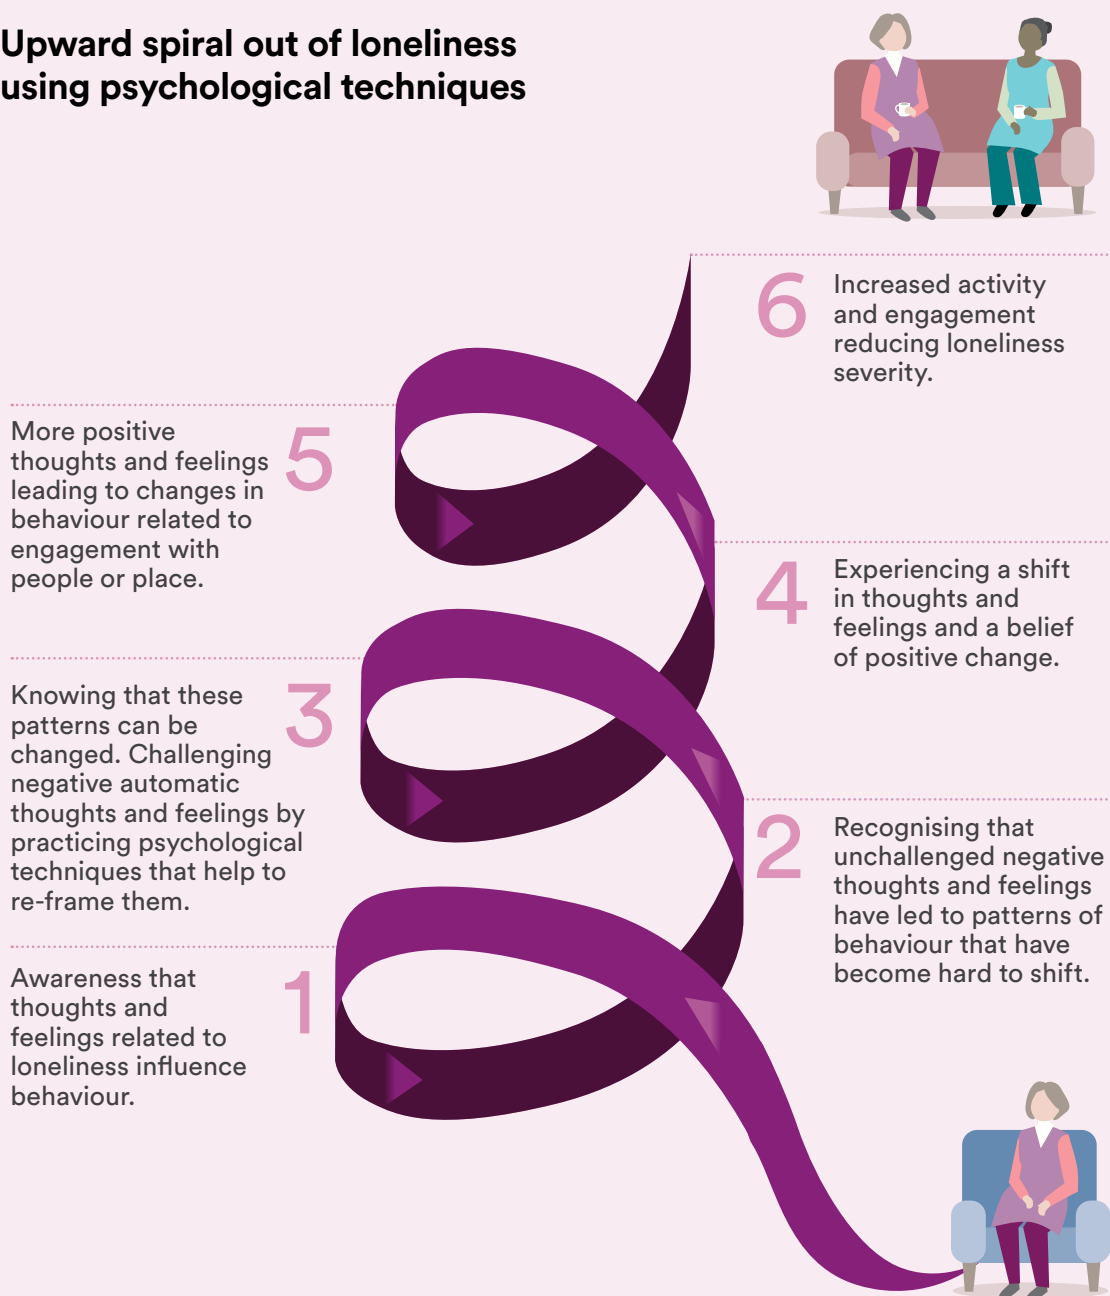 Upward spiral out of loneliness
using psychological techniques
6
Increased activity
and engagement
reducing loneliness
severity.
5
More positive
thoughts and feelings
leading to changes in
behaviour related to
engagement with
people or place.
4
Experiencing a shift
in thoughts and
feelings and a belief
of positive change.
3
Knowing that these
patterns can be
changed. Challenging
negative automatic
thoughts and feelings by
practicing psychological
techniques that help to
re-frame them.
2
Recognising that
unchallenged negative
thoughts and feelings
have led to patterns of
behaviour that have
become hard to shift.
1
Awareness that
thoughts and
feelings related to
loneliness influence
behaviour.